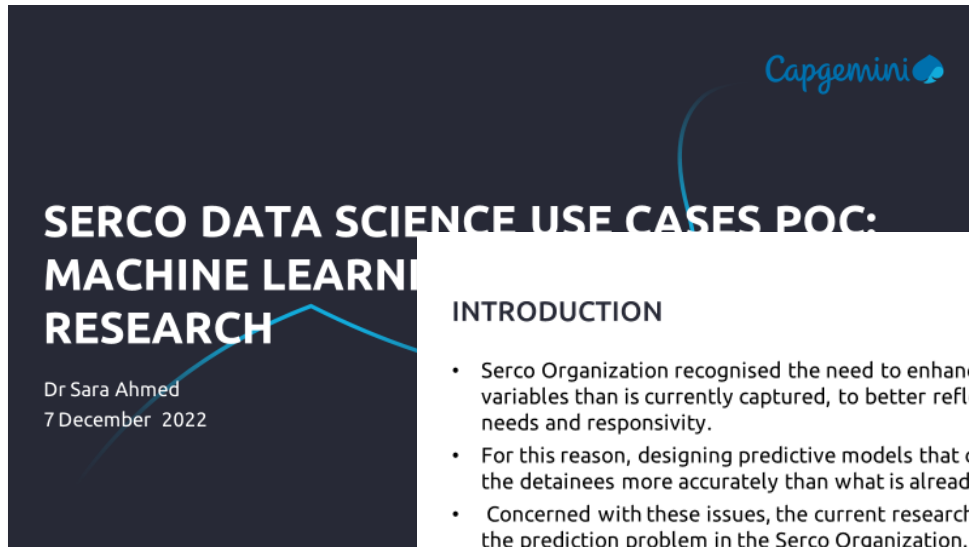 Capgemini
SERCO DATA SCIENCE USE CASES POC:
MACHINE LEARNI
RESEARCH
Dr Sara Ahmed
7 December 2022
INTRODUCTION
• Serco Organization recognised the need to enhanc
variables than is currently captured, to better refle
needs and responsivity.
• For this reason, designing predictive models that
the detainees more accurately than what is alread
• Concerned with these issues, the current research
the prediction problem in the Serco Organization.